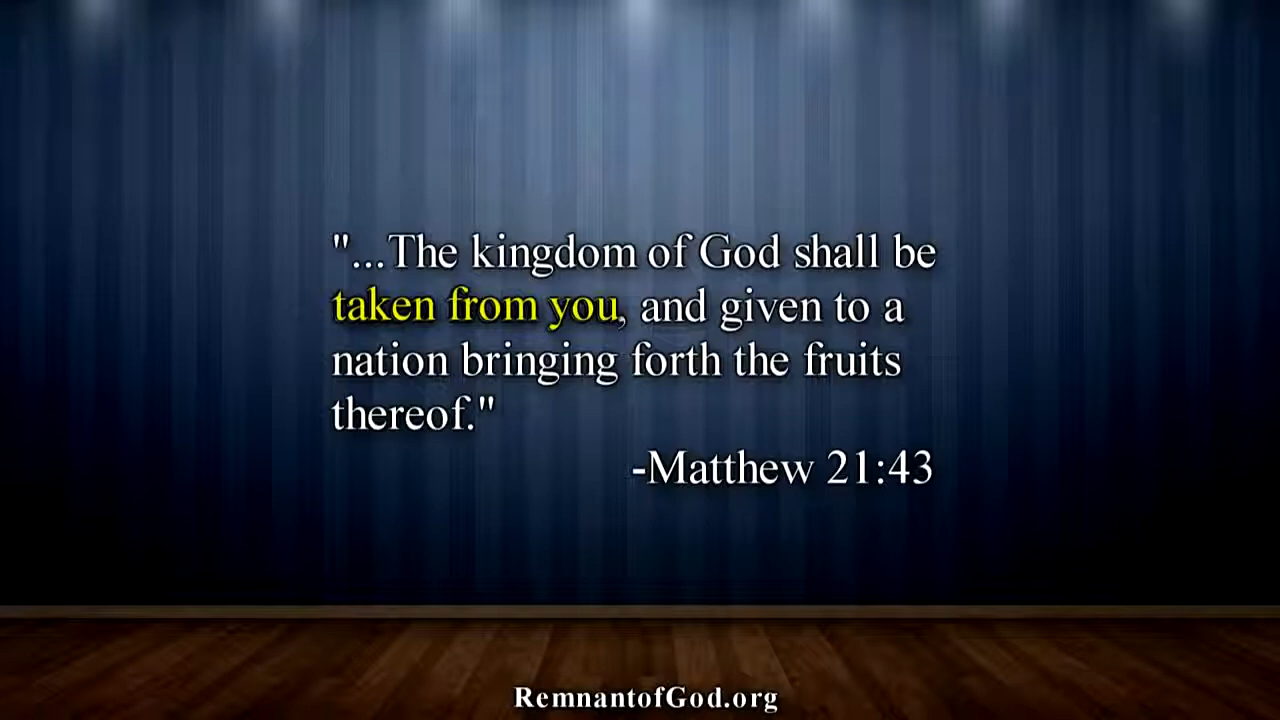 "...The kingdom of God shall be
taken from you, and given to a
nation bringing forth the fruits
thereof."
-Matthew 21:43
RemnantofGod.org